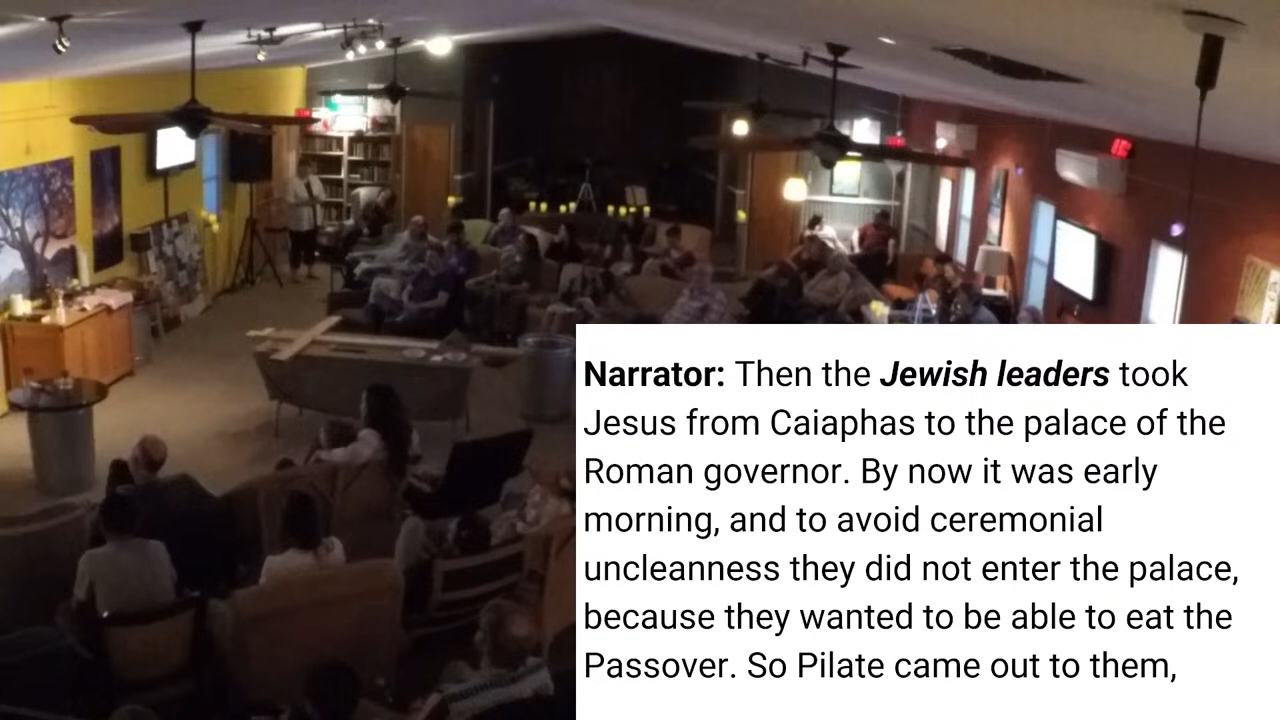 Narrator: Then the Jewish leaders took
Jesus from Caiaphas to the palace of the
Roman governor. By now it was early
morning, and to avoid ceremonial
uncleanness they did not enter the palace,
because they wanted to be able to eat the
Passover. So Pilate came out to them,